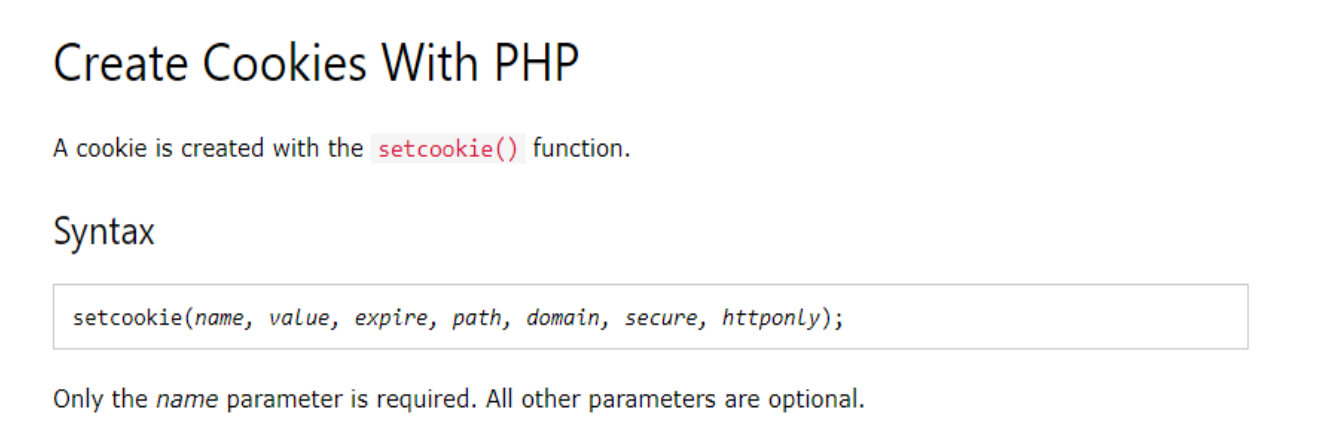 Create Cookies With PHP
A cookie is created with the setcookie() function.
Syntax
setcookie(name, value, expire, path, domain, secure, httponly);
Only the name parameter is required. All other parameters are optional.